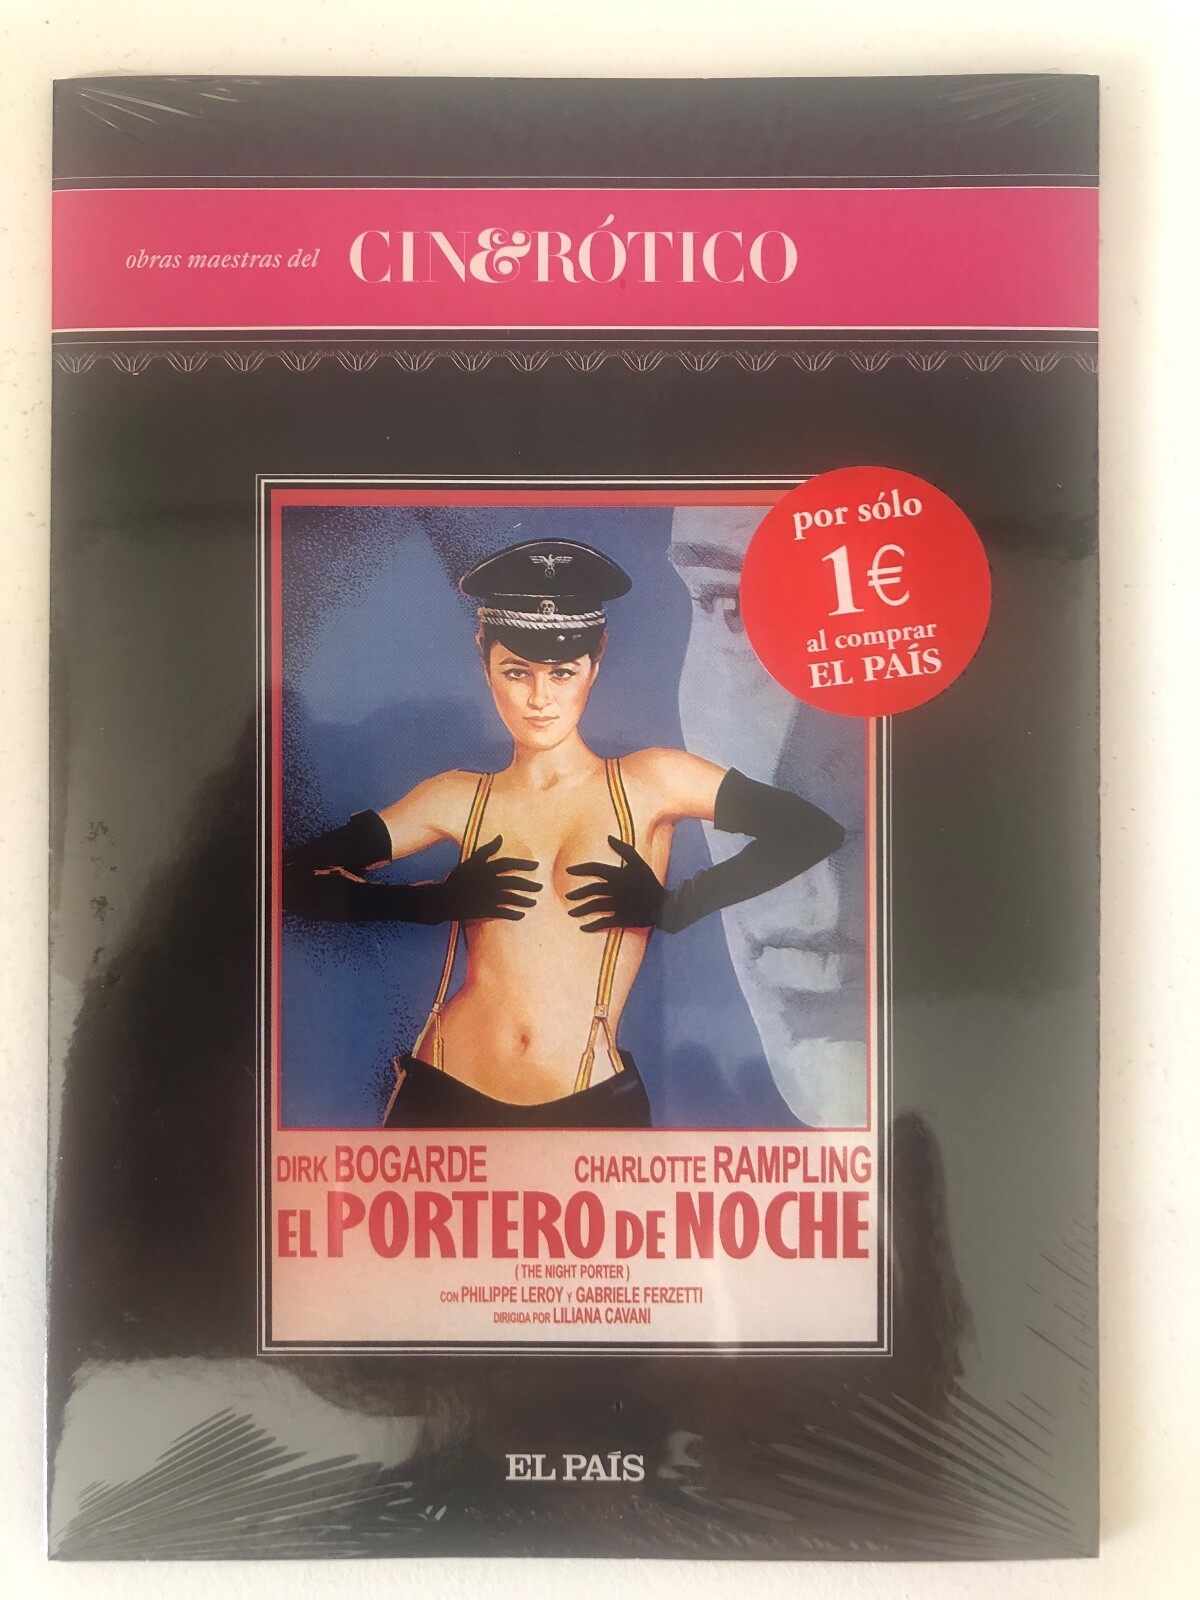 obras maestras del CIN&RÓTICO
por sólo
1€
al comprar
EL PAÍS
DIRK BOGARDE CHARLOTTE RAMPLING
EL PORTERO DE NOCHE
(THE NIGHT PORTER)
CON PHILIPPE LEROY Y GABRIELE FERZETTI
DIRIGIDA POR LILIANA CAVANI
EL PAÍS